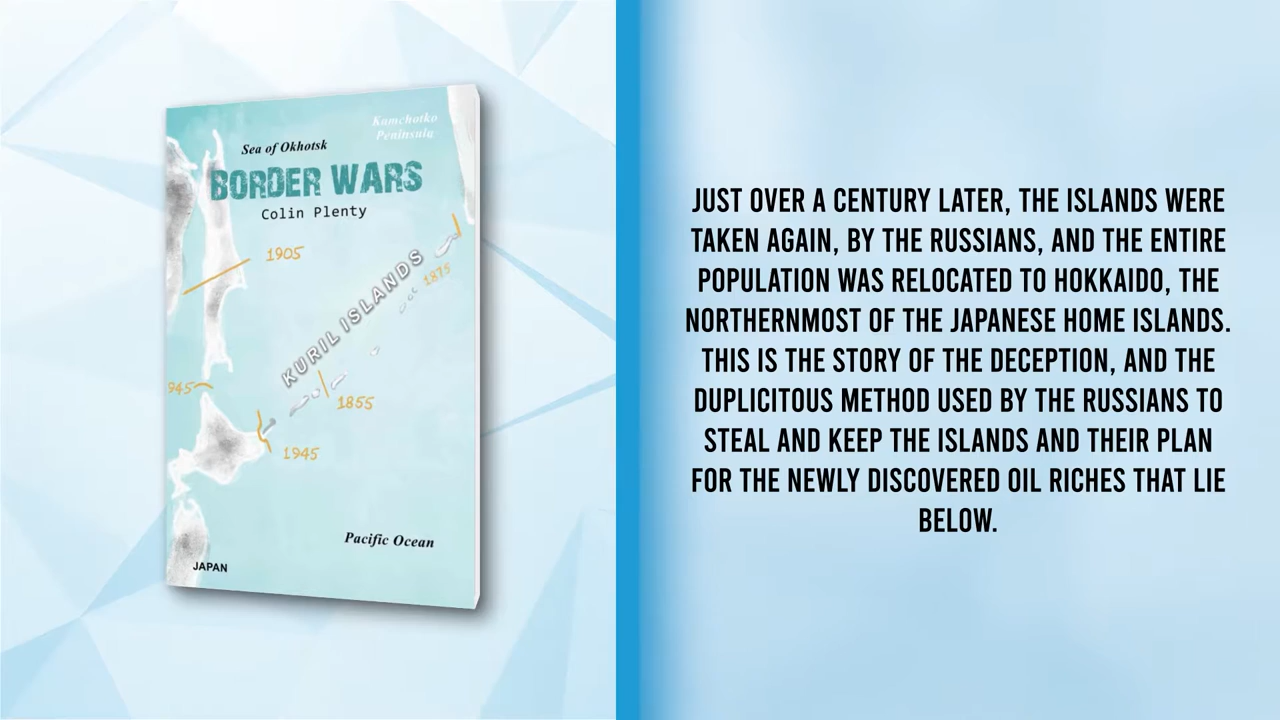 Kamchotko
Peninsula
Sea of Okhotsk
BORDER WARS
Colin Plenty
1905
KURIL ISLANDS
1875
945
1855
1945
Pacific Ocean
JAPAN
JUST OVER A CENTURY LATER, THE ISLANDS WERE
TAKEN AGAIN, BY THE RUSSIANS, AND THE ENTIRE
POPULATION WAS RELOCATED TO HOKKAIDO, THE
NORTHERNMOST OF THE JAPANESE HOME ISLANDS.
THIS IS THE STORY OF THE DECEPTION, AND THE
DUPLICITOUS METHOD USED BY THE RUSSIANS TO
STEAL AND KEEP THE ISLANDS AND THEIR PLAN
FOR THE NEWLY DISCOVERED OIL RICHES THAT LIE
BELOW.